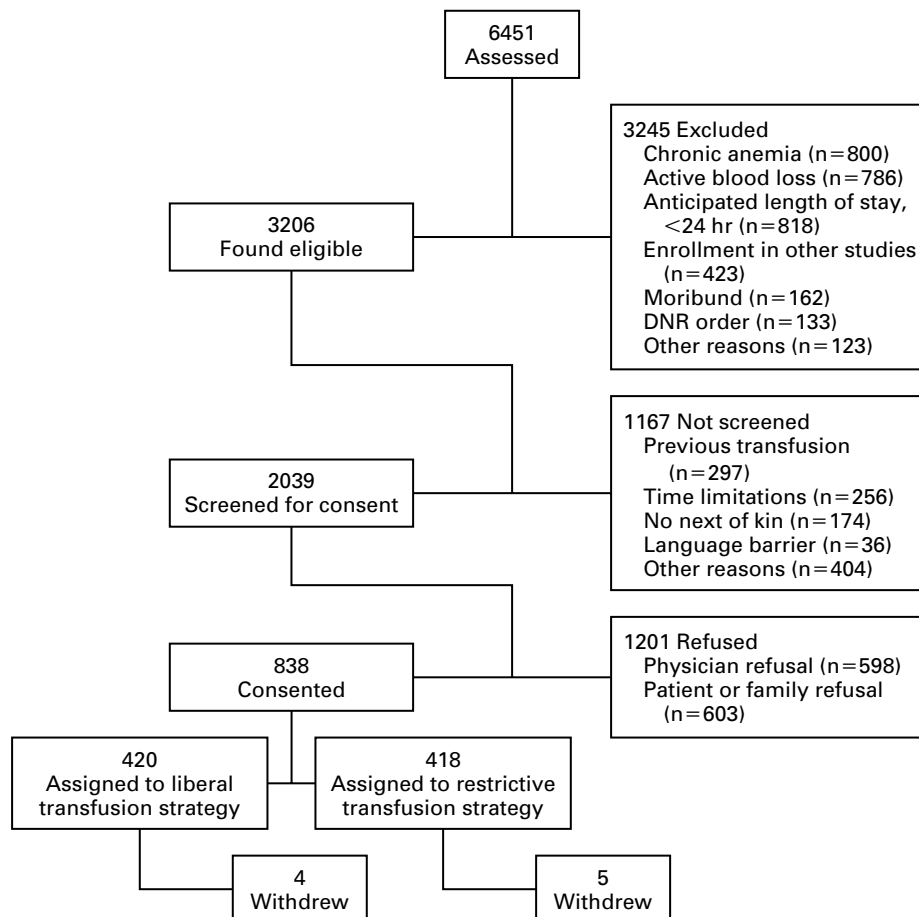 6451
Assessed
3245 Excluded
Chronic anemia (n=800)
Active blood loss (n=786)
Anticipated length of stay,
<24 hr (n=818)
Enrollment in other studies
(n=423)
Moribund (n=162)
DNR order (n=133)
Other reasons (n=123)
3206
Found eligible
1167 Not screened
Previous transfusion
(n=297)
Time limitations (n=256)
No next of kin (n=174)
Language barrier (n=36)
Other reasons (n=404)
2039
Screened for consent
1201 Refused
Physician refusal (n=598)
Patient or family refusal
(n=603)
838
Consented
420
Assigned to liberal
transfusion strategy
418
Assigned to restrictive
transfusion strategy
4
Withdrew
5
Withdrew